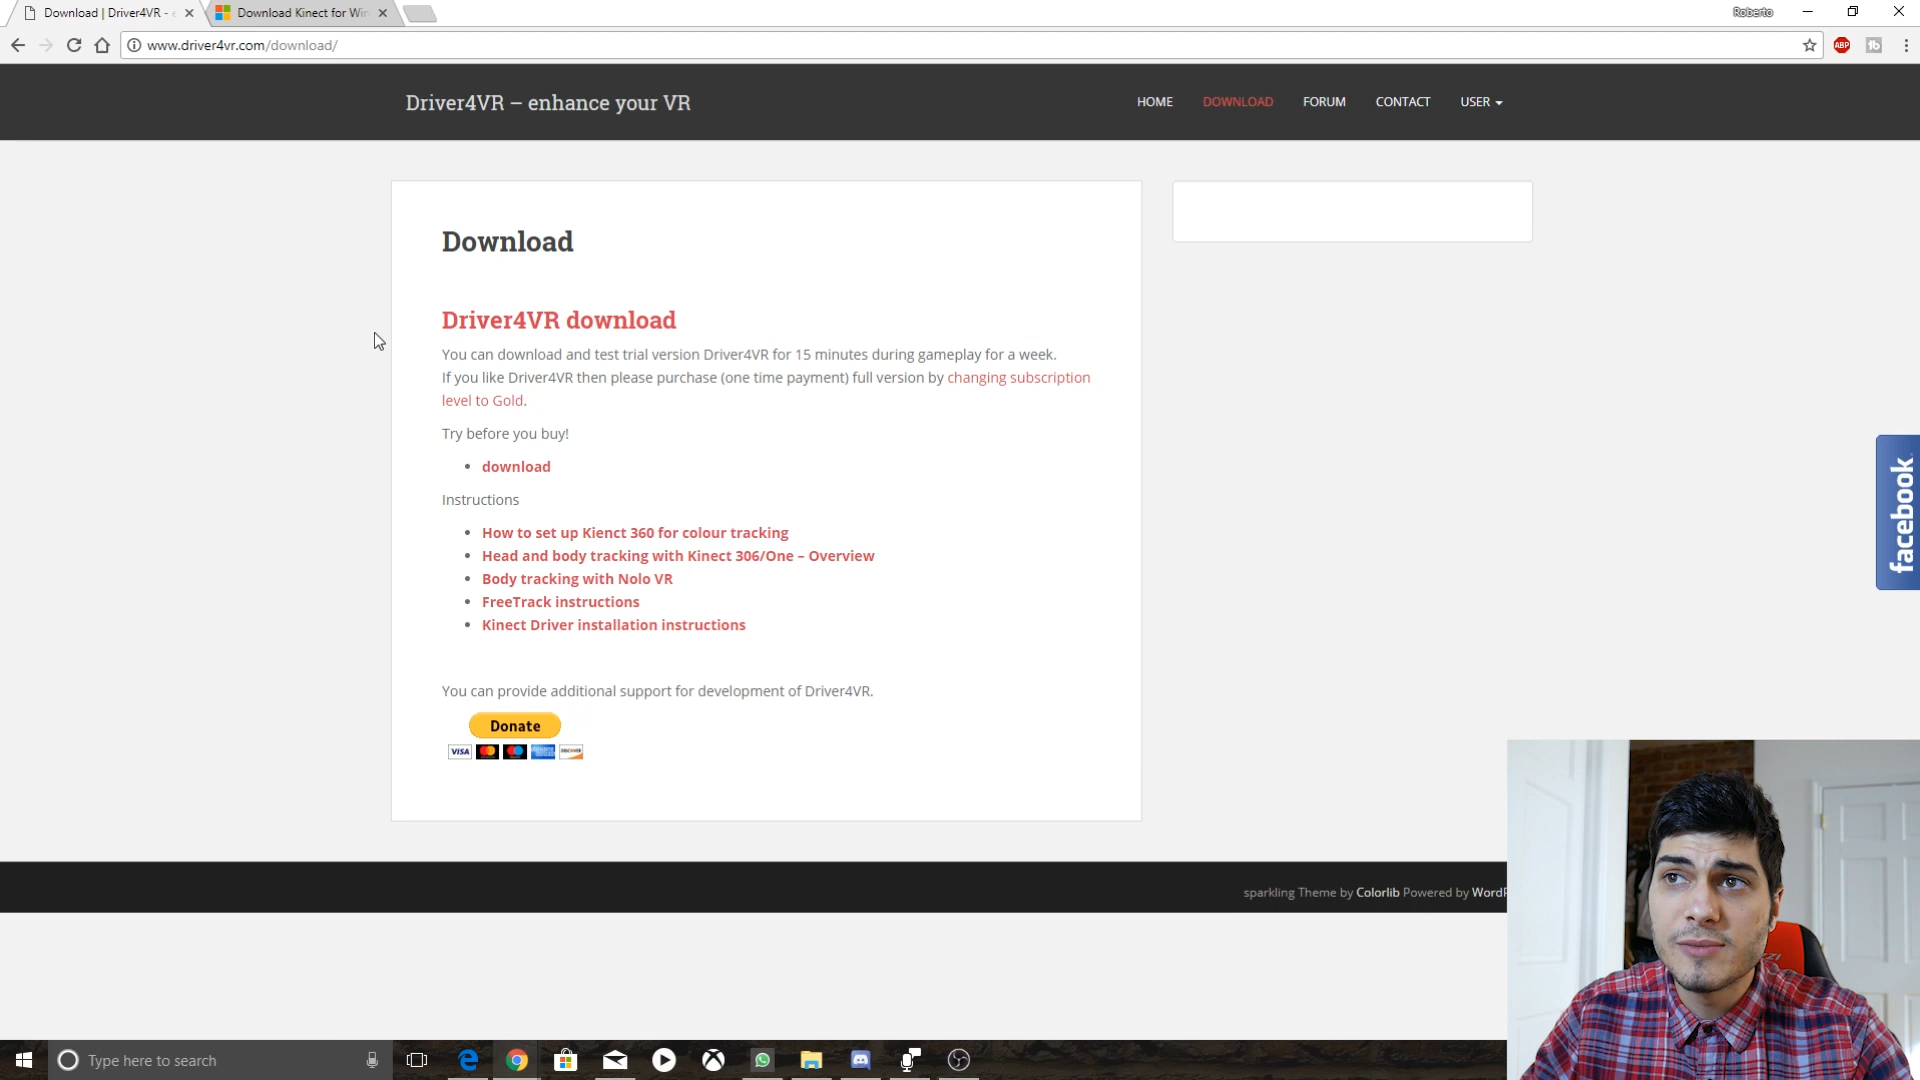 Download | Driver4VR -
Download Kinect for Win
Roberto
www.driver4vr.com/download/
ABP
tb
Driver4VR – enhance your VR
HOME
DOWNLOAD
FORUM
CONTACT
USER
Download
Driver4VR download
You can download and test trial version Driver4VR for 15 minutes during gameplay for a week.
If you like Driver4VR then please purchase (one time payment) full version by changing subscription
level to Gold.
Try before you buy!
download
Instructions
How to set up Kienct 360 for colour tracking
Head and body tracking with Kinect 306/One – Overview
Body tracking with Nolo VR
FreeTrack instructions
Kinect Driver installation instructions
You can provide additional support for development of Driver4VR.
Donate
VISA
DISCOVER
facebook
sparkling Theme by Colorlib Powered by WordP
Type here to search